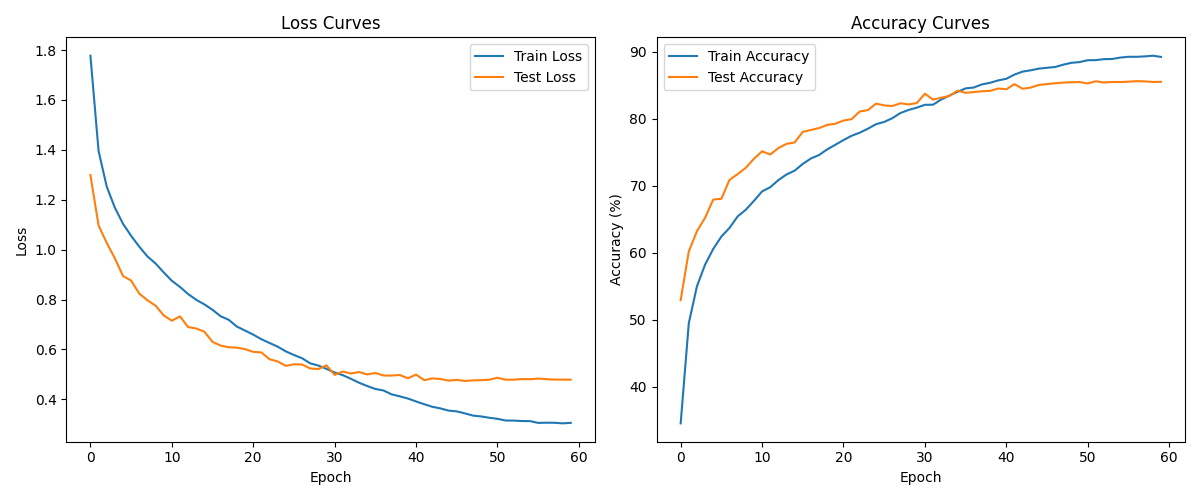 Loss Curves
Train Loss
Test Loss
1.8
1.6
1.4
1.2
1.0
0.8
0.6
0.4
Loss
0 10 20 30 40 50 60
Epoch
Accuracy Curves
Train Accuracy
Test Accuracy
90
80
70
60
50
40
Accuracy (%)
0 10 20 30 40 50 60
Epoch